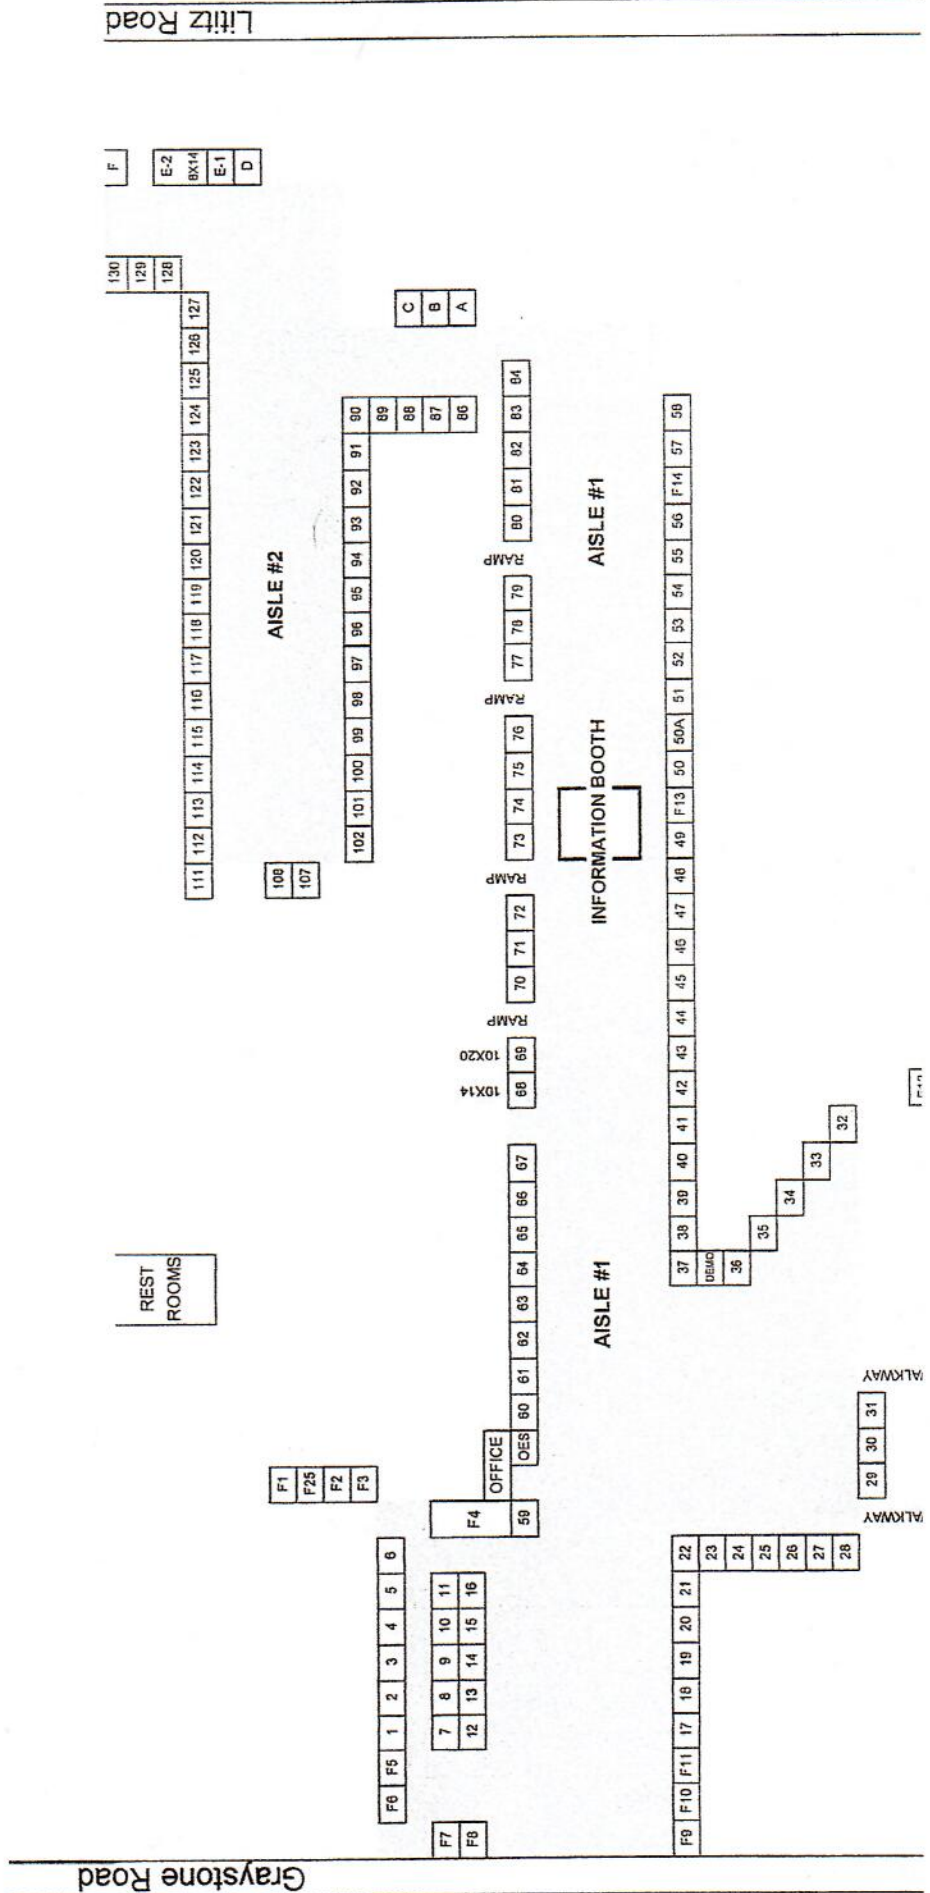 Lititz Road
F
E-2
8X14
E-1
D
130
129
128
111 112 113 114 115 116 117 118 119 120 121 122 123 124 125 126 127
C
B
A
AISLE #2
108
107
102 101 100 99 98 97 96 95 94 93 92 91 90
89
88
87
86
REST
ROOMS
10X14 10X20
59 OES 60 61 62 63 64 65 66 67 68 69 RAMP 70 71 72 RAMP 73 74 75 76 RAMP 77 78 79 RAMP 80 81 82 83 84
OFFICE
F4
F1
F25
F2
F3
F6 F5 1 2 3 4 5 6
F7
F8
7 8 9 10 11
12 13 14 15 16
AISLE #1
INFORMATION BOOTH
AISLE #1
37 38 39 40 41 42 43 44 45 46 47 48 49 F13 50 50A 51 52 53 54 55 56 F14 57 58
DEMO
36
35
34
33
32
F9 F10 F11 17 18 19 20 21 22
23
24
25
26
27
28
29 30 31
Graystone Road